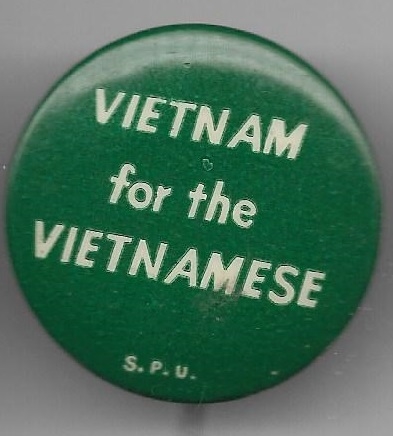 VIETNAM
for the
VIETNAMESE
S.P.U.